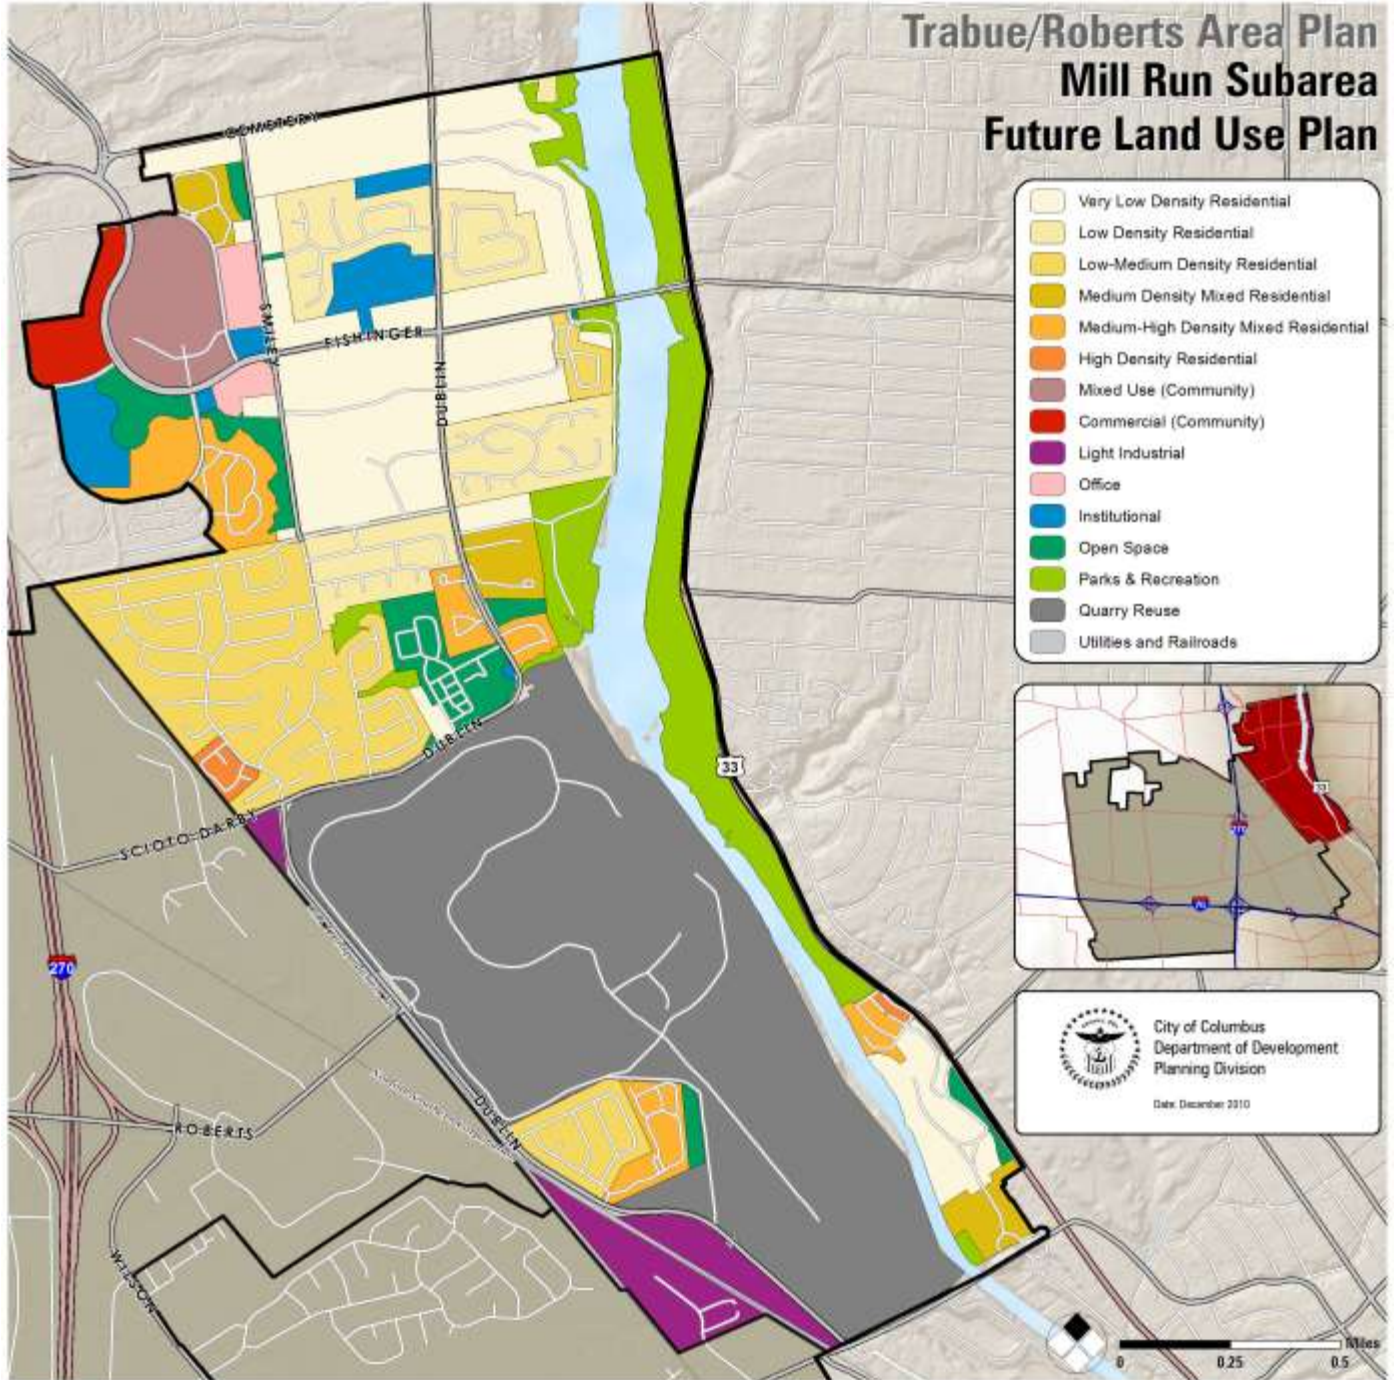 Trabue/Roberts Area Plan
Mill Run Subarea
Future Land Use Plan
CEMETERY
SMILEY
FISHINGER
DUBLIN
DUBLIN
SCIOTO DARBY
33
270
ROBERTS
DUBLIN
WILSON
Very Low Density Residential
Low Density Residential
Low-Medium Density Residential
Medium Density Mixed Residential
Medium-High Density Mixed Residential
High Density Residential
Mixed Use (Community)
Commercial (Community)
Light Industrial
Office
Institutional
Open Space
Parks & Recreation
Quarry Reuse
Utilities and Railroads
33
270
70
City of Columbus
Department of Development
Planning Division
Date: December 2010
Miles
0 0.25 0.5